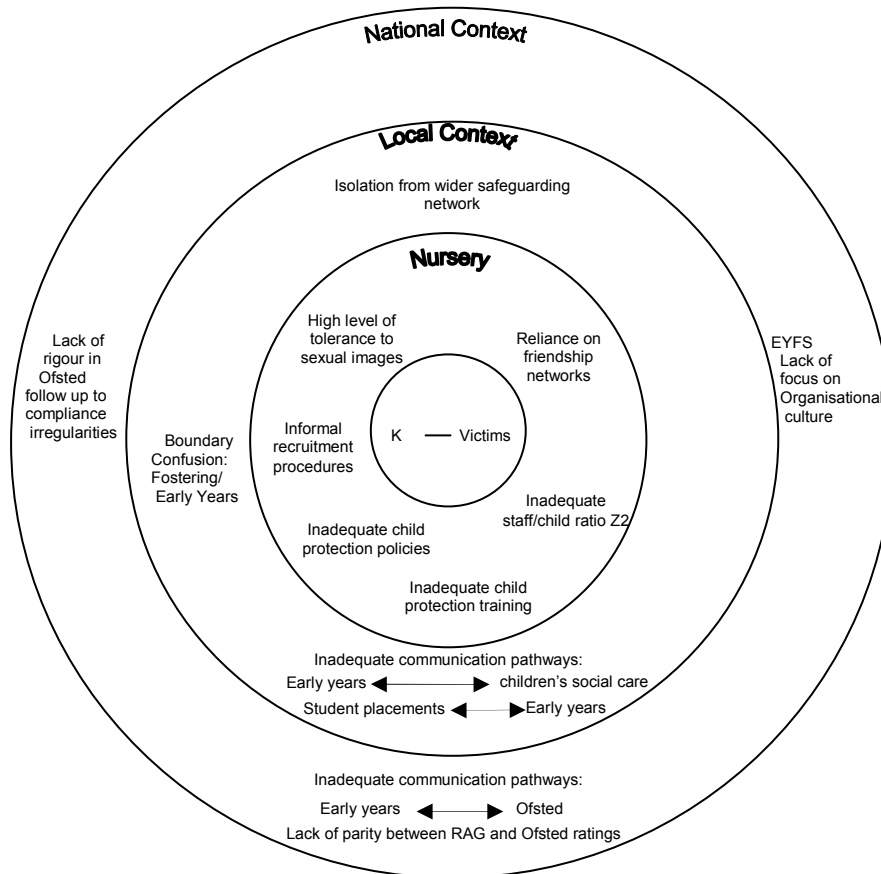 National Context
Local Context
Isolation from wider safeguarding
network
Nursery
High level of
tolerance to
sexual images
Reliance on
friendship
networks
Lack of
rigour in
Ofsted
follow up to
compliance
irregularities
EYFS
Lack of
focus on
Organisational
culture
Boundary
Confusion:
Fostering/
Early Years
Informal
recruitment
procedures
K
Victims
Inadequate
staff/child ratio Z2
Inadequate child
protection policies
Inadequate child
protection training
Inadequate communication pathways:
Early years children’s social care
Student placements Early years
Inadequate communication pathways:
Early years Ofsted
Lack of parity between RAG and Ofsted ratings